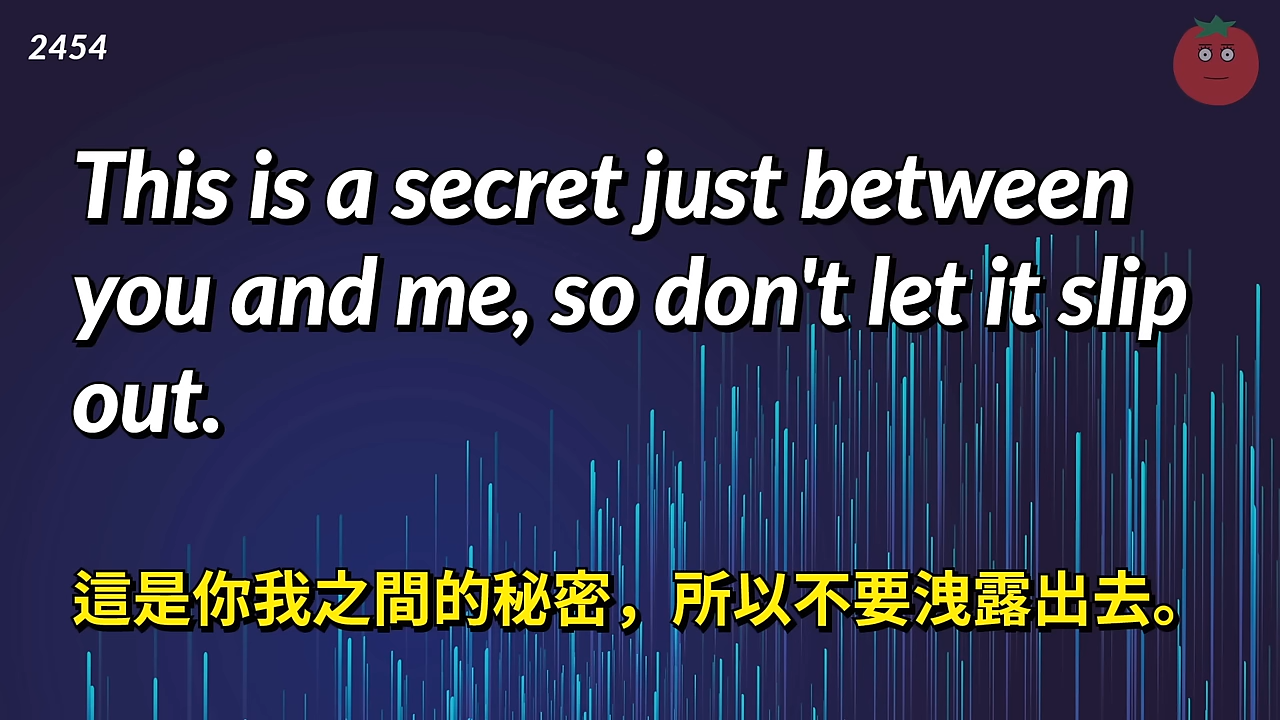 2454
This is a secret just between
you and me, so don't let it slip
out.
這是你我之間的秘密，所以不要洩露出去。